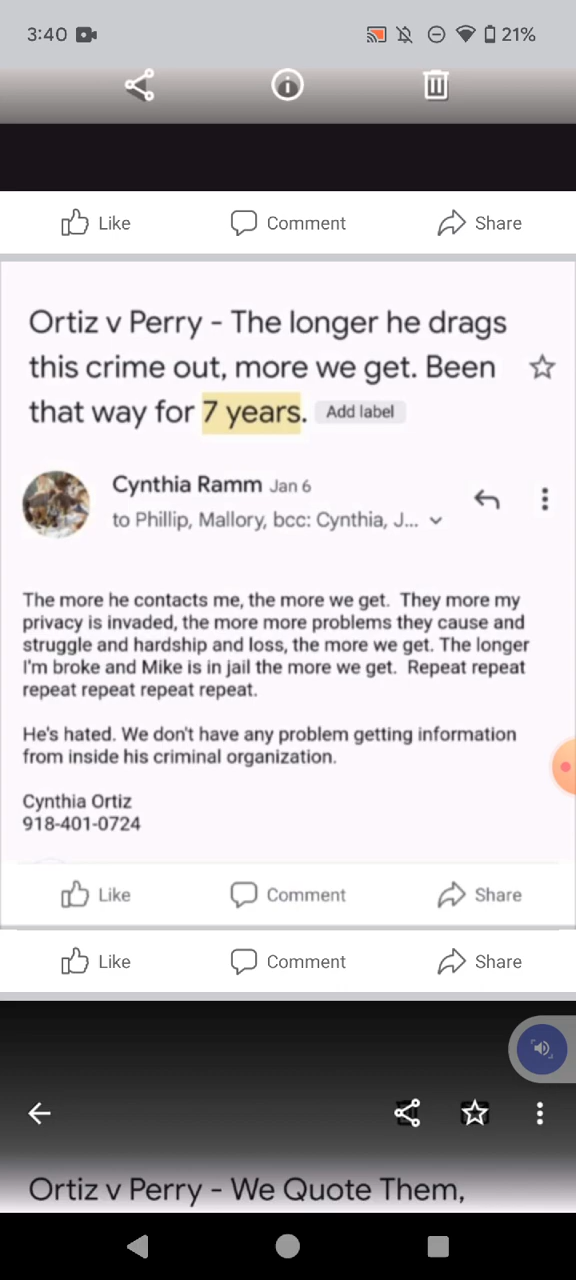 3:40
21%
Like Comment Share
Ortiz v Perry - The longer he drags
this crime out, more we get. Been
that way for 7 years. Add label
Cynthia Ramm Jan 6
to Phillip, Mallory, bcc: Cynthia, J...
The more he contacts me, the more we get. They more my
privacy is invaded, the more more problems they cause and
struggle and hardship and loss, the more we get. The longer
I'm broke and Mike is in jail the more we get. Repeat repeat
repeat repeat repeat repeat.
He's hated. We don't have any problem getting information
from inside his criminal organization.
Cynthia Ortiz
918-401-0724
Like Comment Share
Like Comment Share
Ortiz v Perry - We Quote Them,